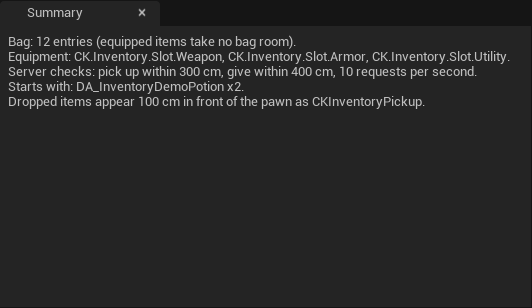 Summary
Bag: 12 entries (equipped items take no bag room).
Equipment: CK.Inventory.Slot.Weapon, CK.Inventory.Slot.Armor, CK.Inventory.Slot.Utility.
Server checks: pick up within 300 cm, give within 400 cm, 10 requests per second.
Starts with: DA_InventoryDemoPotion x2.
Dropped items appear 100 cm in front of the pawn as CKInventoryPickup.